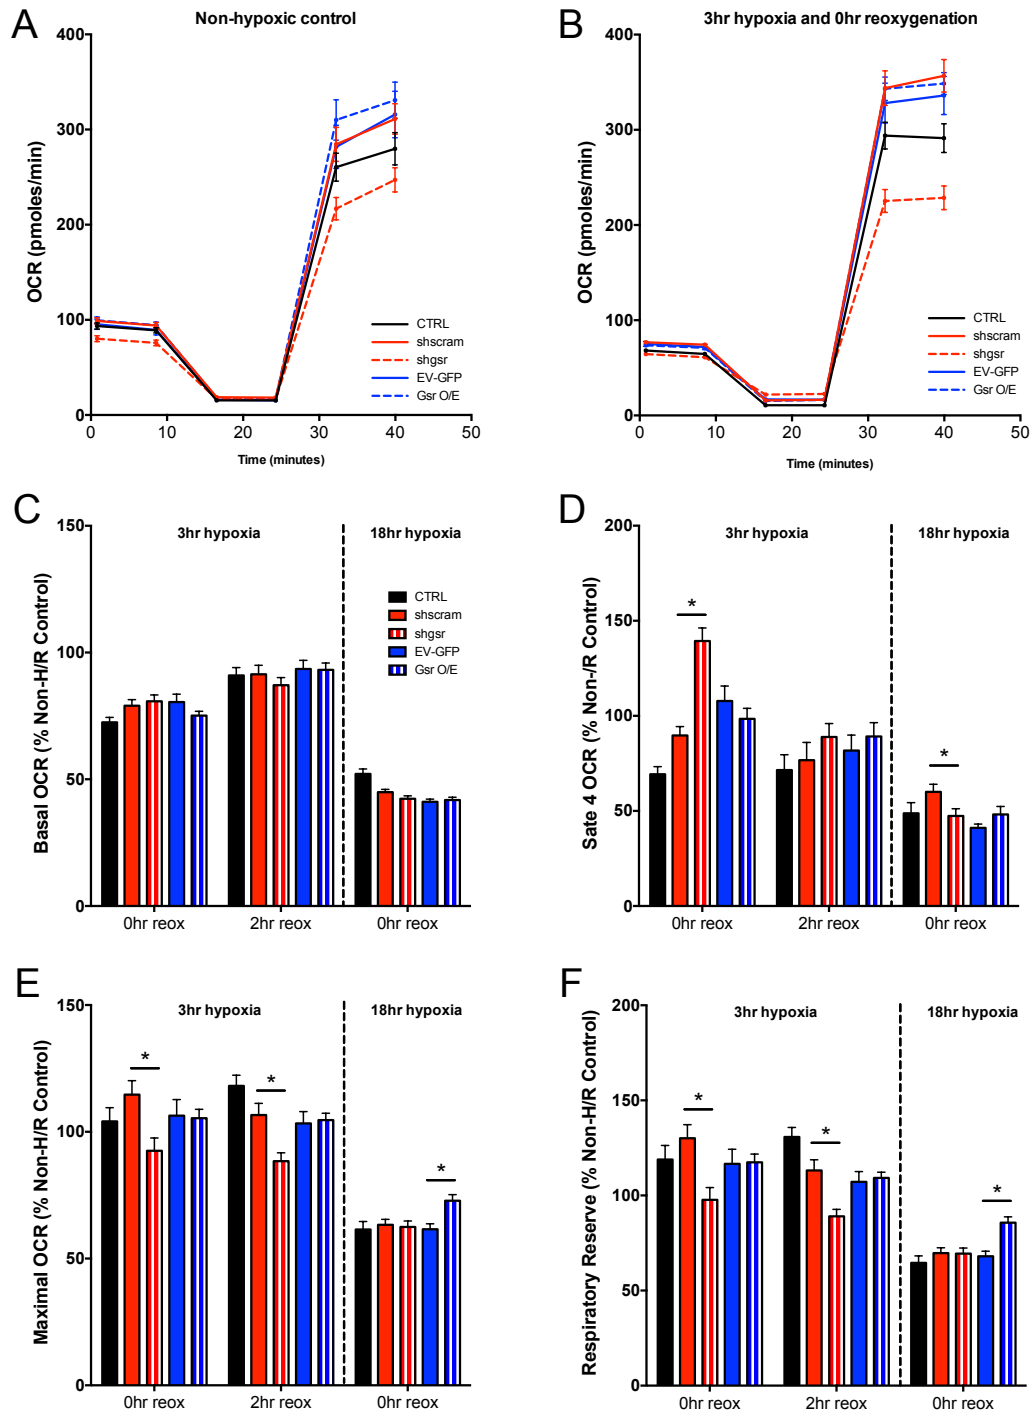 A
Non-hypoxic control
OCR (pmoles/min)
400
300
200
100
0
0 10 20 30 40 50
Time (minutes)
CTRL
shscram
shgsr
EV-GFP
Gsr O/E
B
3hr hypoxia and 0hr reoxygenation
OCR (pmoles/min)
400
300
200
100
0
0 10 20 30 40 50
Time (minutes)
CTRL
shscram
shgsr
EV-GFP
Gsr O/E
C
Basal OCR (% Non-H/R Control)
150
100
50
0
3hr hypoxia
18hr hypoxia
CTRL
shscram
shgsr
EV-GFP
Gsr O/E
0hr reox 2hr reox 0hr reox
D
Sate 4 OCR (% Non-/R Control)
200
150
100
50
0
3hr hypoxia
18hr hypoxia
*
*
0hr reox 2hr reox 0hr reox
E
Maximal OCR (% Non-H/R Control)
150
100
50
0
3hr hypoxia
18hr hypoxia
*
*
*
0hr reox 2hr reox 0hr reox
F
Respiratory Reserve (% Non-H/R Control)
200
150
100
50
0
3hr hypoxia
18hr hypoxia
*
*
*
0hr reox 2hr reox 0hr reox